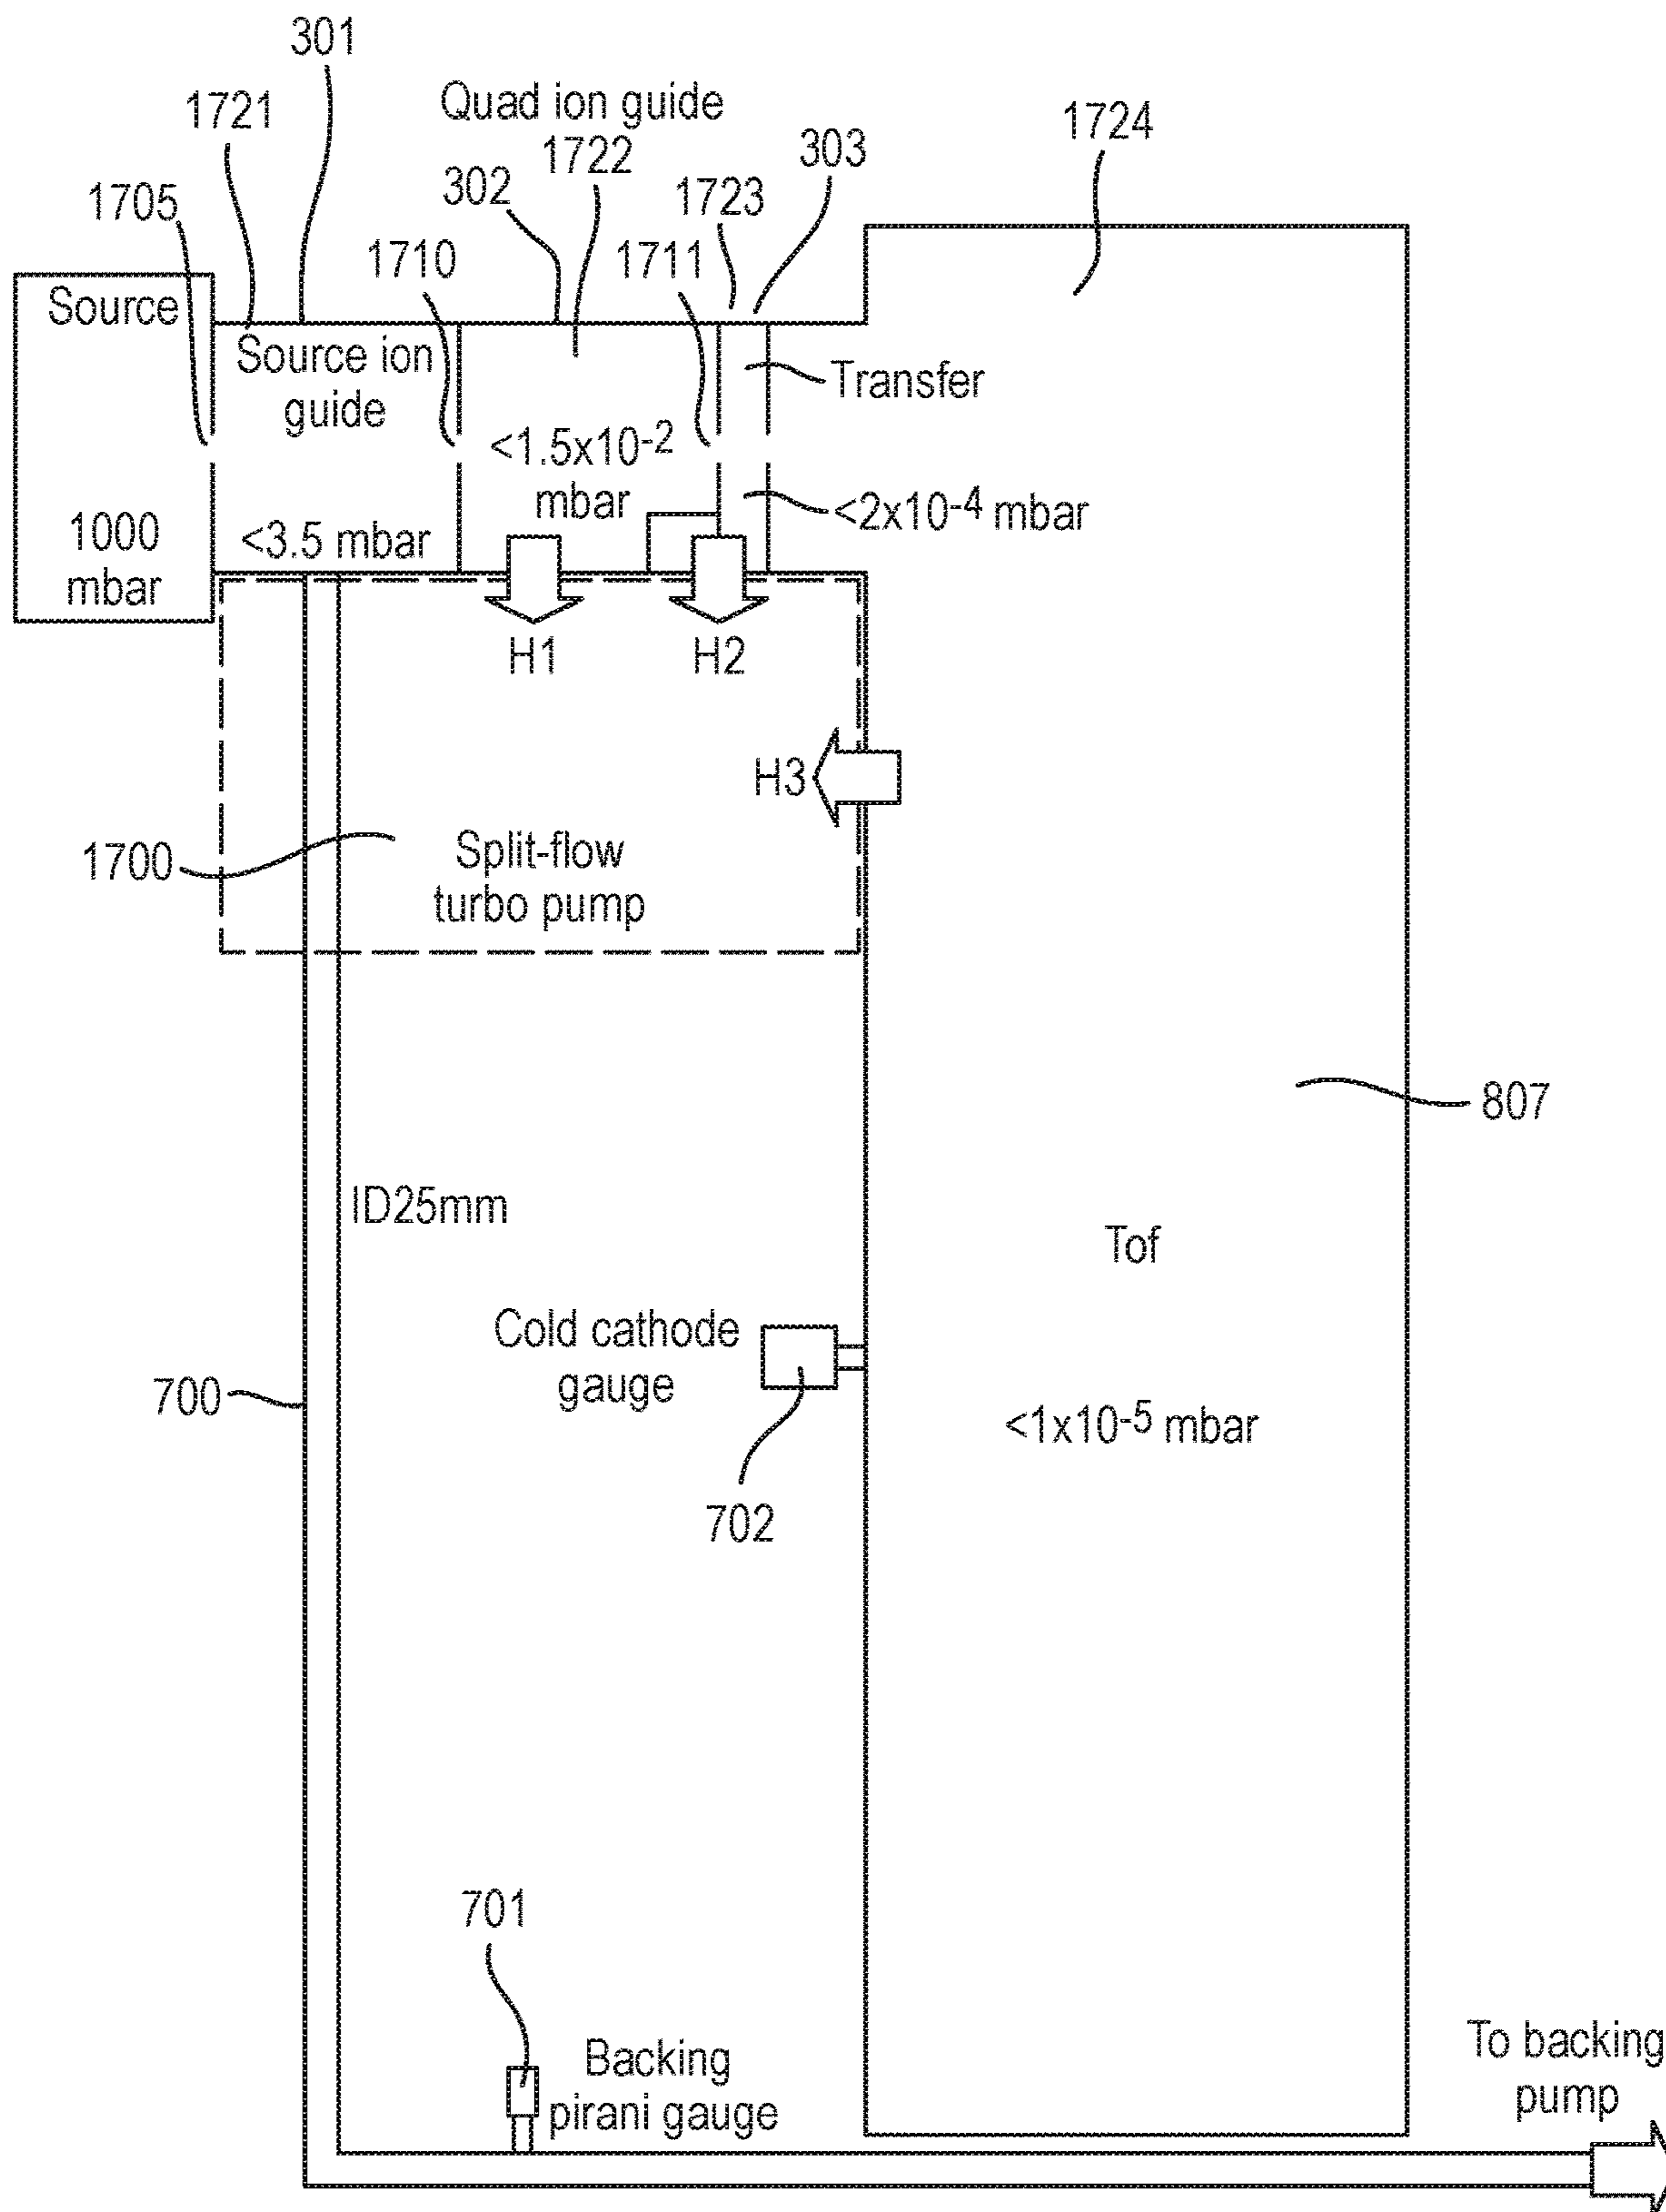 301
1721
Quad ion guide
1722
1724
303
302
1723
1705
1710
1711
Source
Source ion
guide
Transfer
<1.5x10-2
mbar
<2x10-4 mbar
1000
mbar
<3.5 mbar
H1
H2
H3
1700
Split-flow
turbo pump
807
ID25mm
Tof
Cold cathode
gauge
700
<1x10-5 mbar
702
701
Backing
pirani gauge
To backing
pump